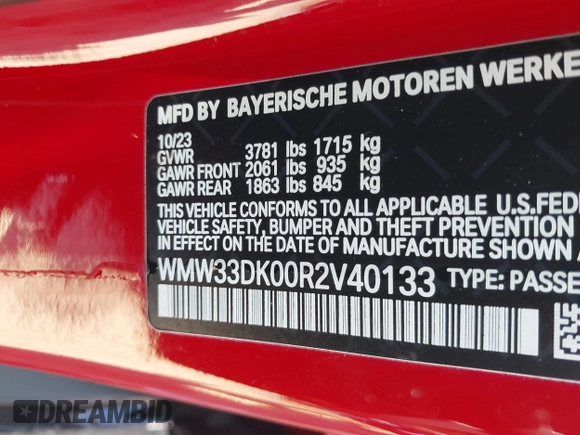 MFD BY BAYERISCHE MOTOREN WERKE
10/23
GVWR 3781 lbs 1715 kg
GAWR FRONT 2061 lbs 935 kg
GAWR REAR 1863 lbs 845 kg
THIS VEHICLE CONFORMS TO ALL APPLICABLE U.S.FED
VEHICLE SAFETY, BUMPER AND THEFT PREVENTION
IN EFFECT ON THE DATE OF MANUFACTURE SHOWN A
WMW33DK00R2V40133 TYPE: PASSE
DREAMBID